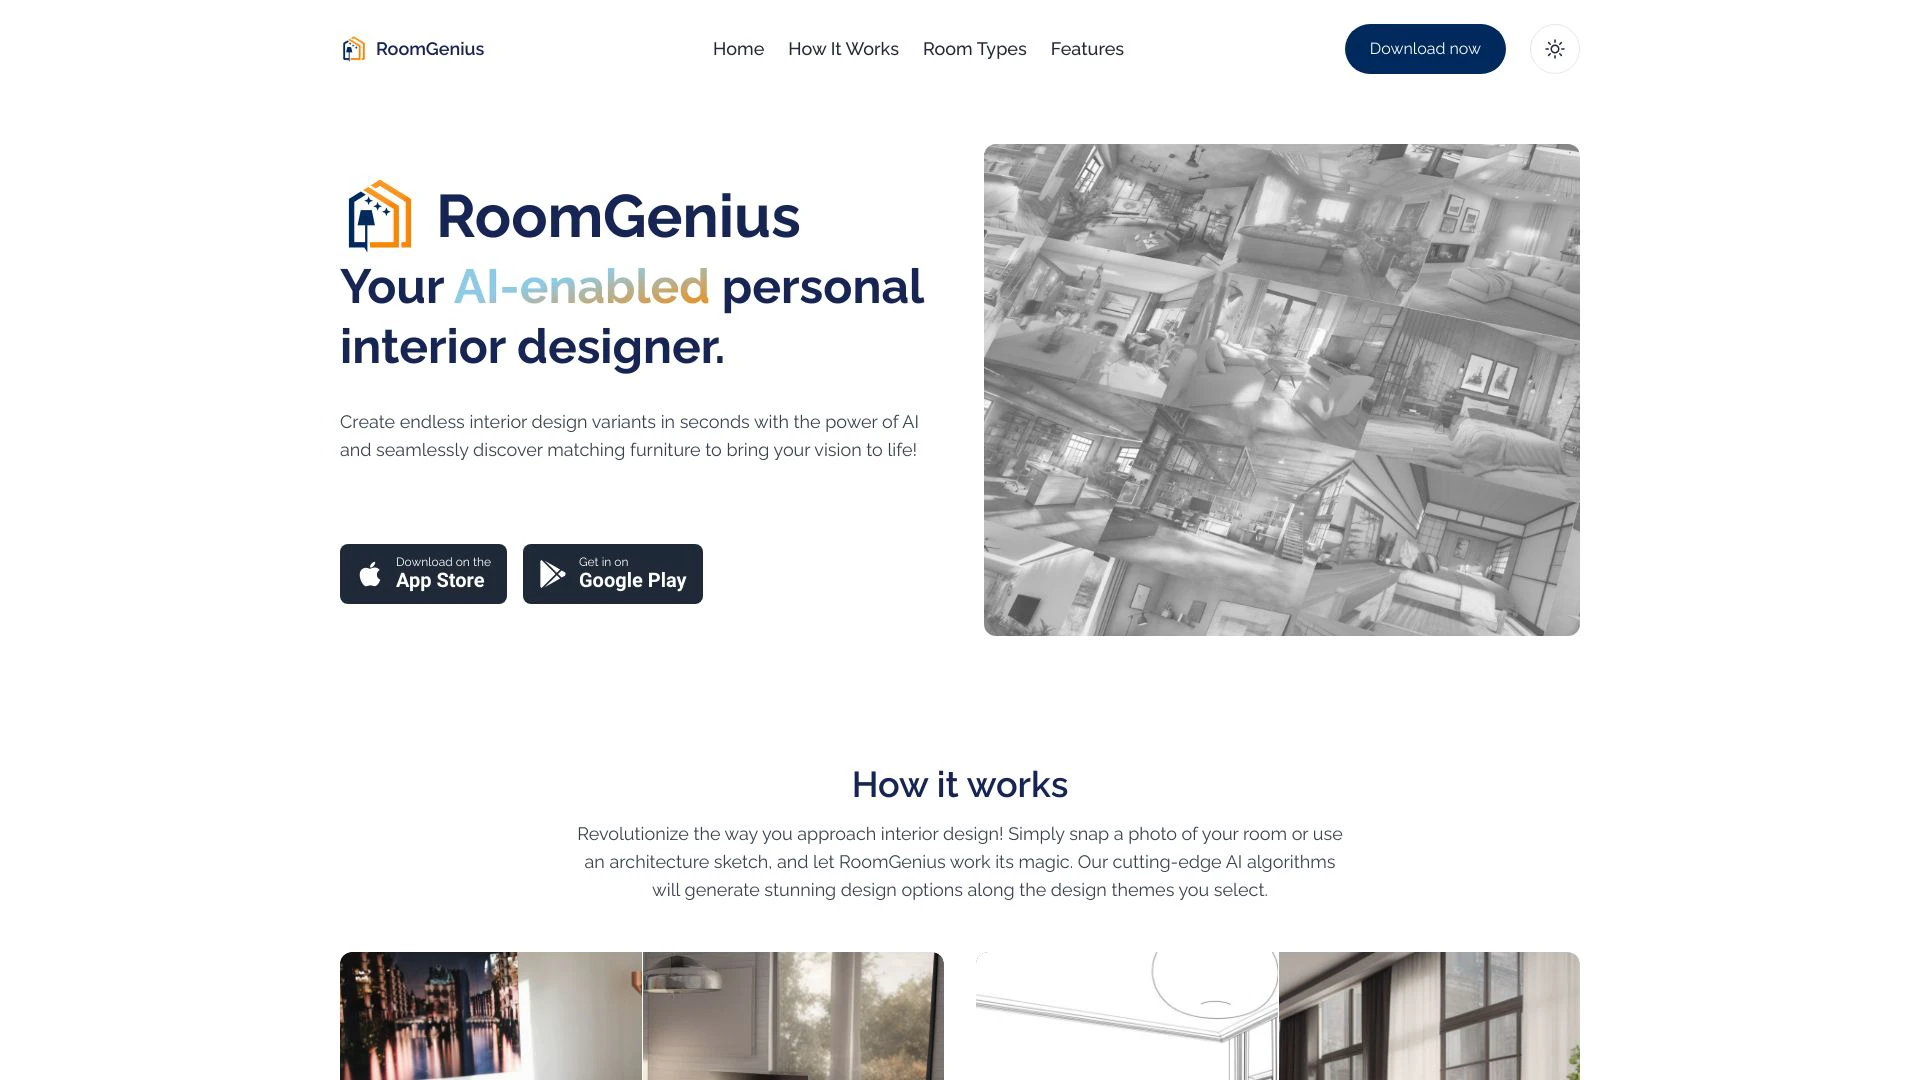 RoomGenius
Home
How It Works
Room Types
Features
Download now
RoomGenius
Your AI-enabled personal
interior designer.
Create endless interior design variants in seconds with the power of AI
and seamlessly discover matching furniture to bring your vision to life!
Download on the
App Store
Get in on
Google Play
How it works
Revolutionize the way you approach interior design! Simply snap a photo of your room or use
an architecture sketch, and let RoomGenius work its magic. Our cutting-edge AI algorithms
will generate stunning design options along the design themes you select.